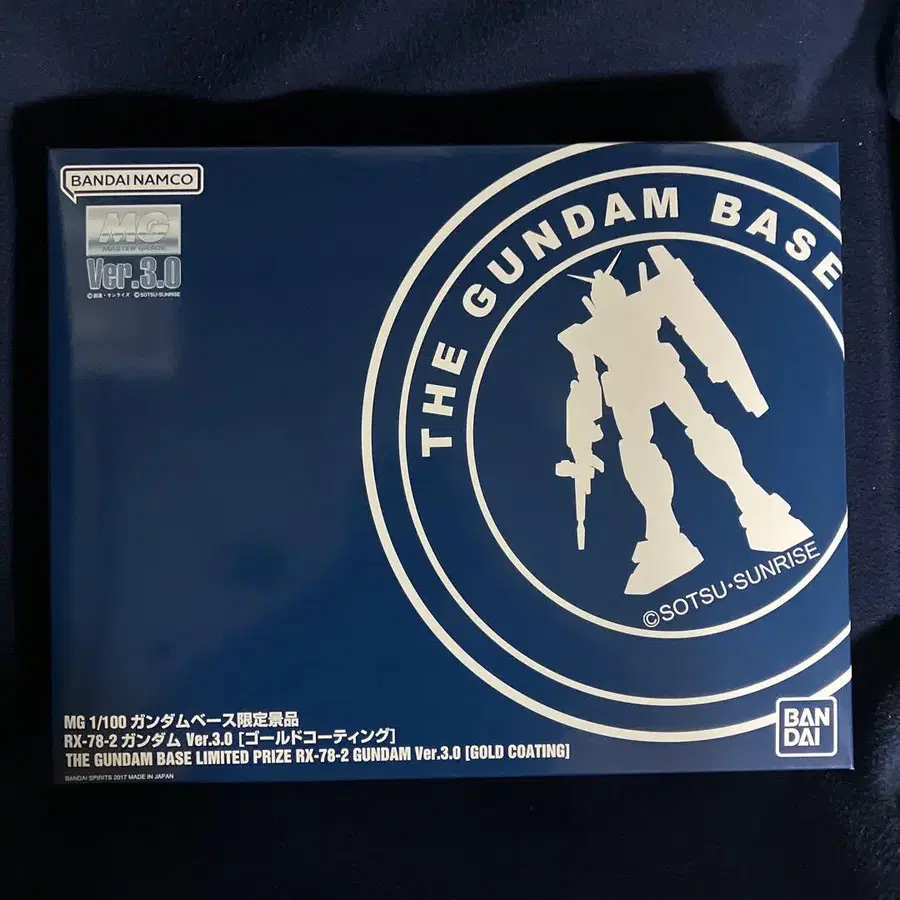 BANDAI NAMCO
MG
MASTER GRADE
Ver.3.0
©創通・サンライズ ©SOTSU・SUNRISE
THE GUNDAM BASE
©SOTSU・SUNRISE
MG 1/100 ガンダムベース限定景品
RX-78-2 ガンダム Ver.3.0 [ゴールドコーティング]
THE GUNDAM BASE LIMITED PRIZE RX-78-2 GUNDAM Ver.3.0 [GOLD COATING]
BANDAI SPIRITS 2017 MADE IN JAPAN
BAN
DAI